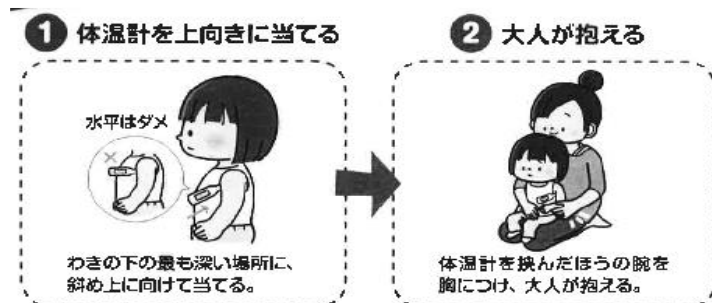 1 体温計を上向きに当てる
2 大人が抱える
水平はダメ
わきの下の最も深い場所に、
斜め上に向けて当てる。
体温計を挟んだほうの腕を
胸につけ、大人が抱える。